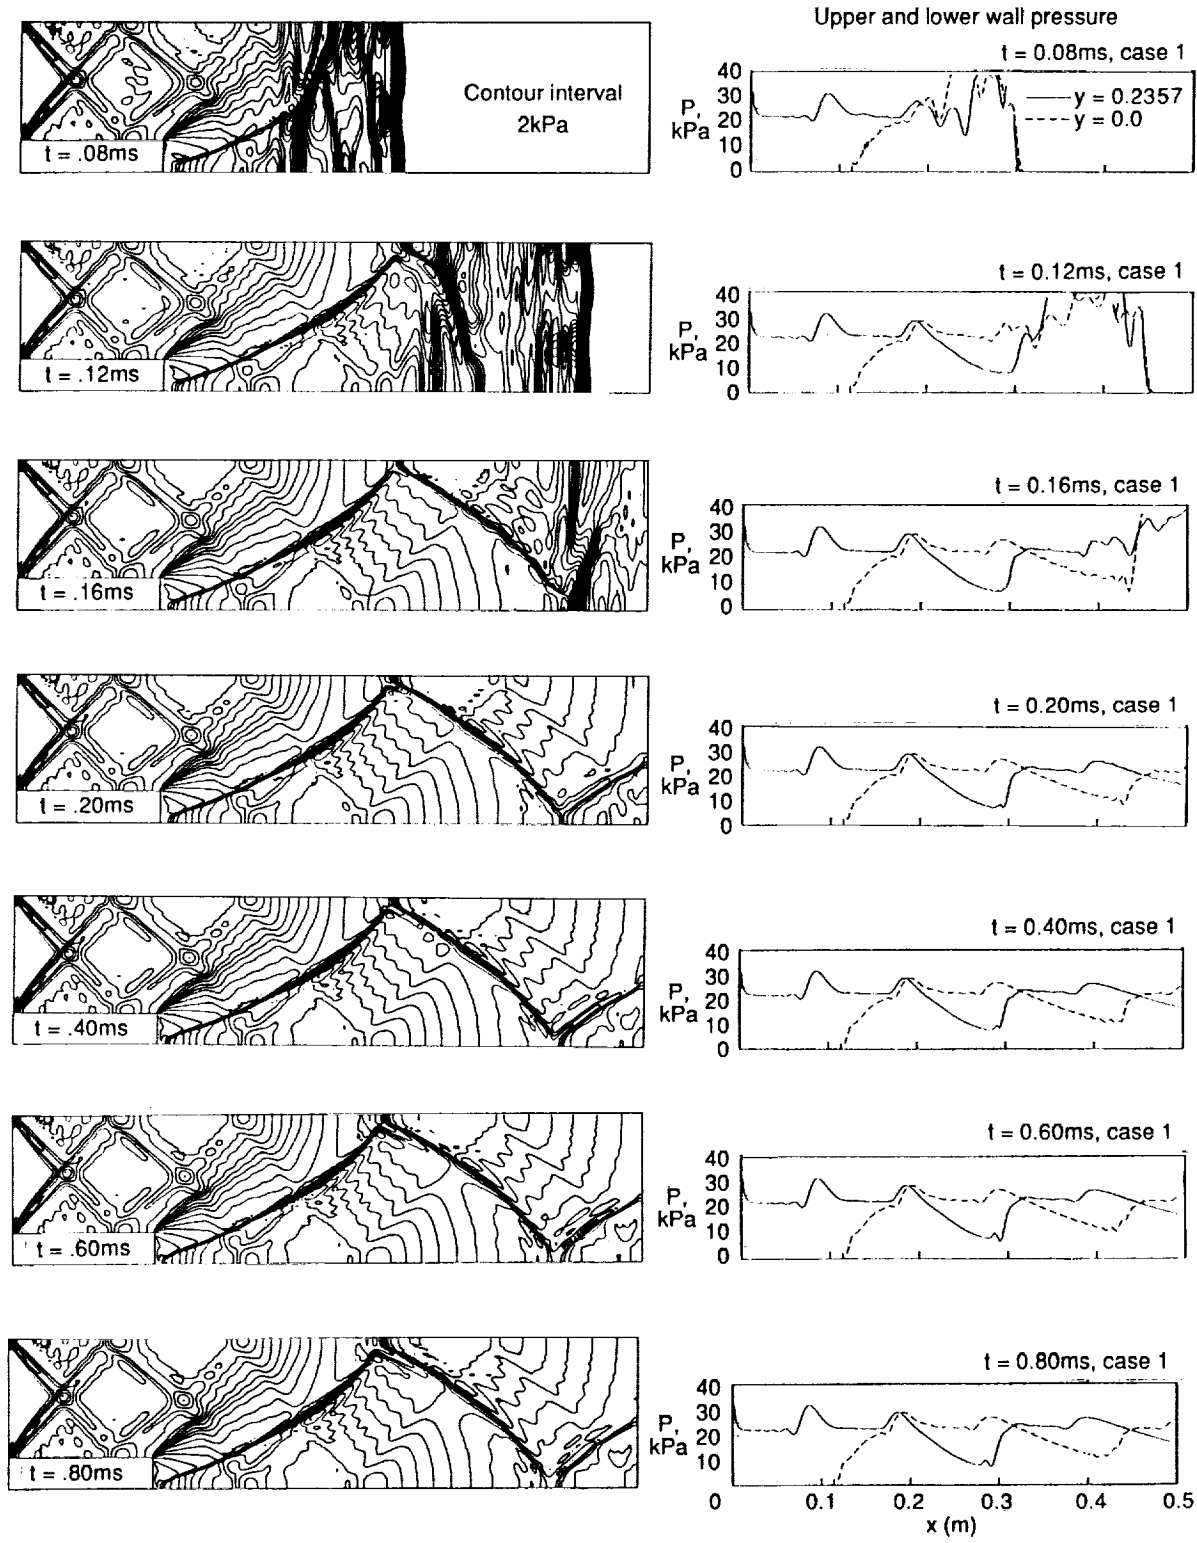 Upper and lower wall pressure
Contour interval
2kPa
t = .08ms
t = 0.08ms, case 1
P,
kPa
40
30
20
10
0
y = 0.2357
y = 0.0
t = .12ms
t = 0.12ms, case 1
P,
kPa
40
30
20
10
0
t = .16ms
t = 0.16ms, case 1
P,
kPa
40
30
20
10
0
t = .20ms
t = 0.20ms, case 1
P,
kPa
40
30
20
10
0
t = .40ms
t = 0.40ms, case 1
P,
kPa
40
30
20
10
0
t = .60ms
t = 0.60ms, case 1
P,
kPa
40
30
20
10
0
t = .80ms
t = 0.80ms, case 1
P,
kPa
40
30
20
10
0 0.1 0.2 0.3 0.4 0.5
x (m)